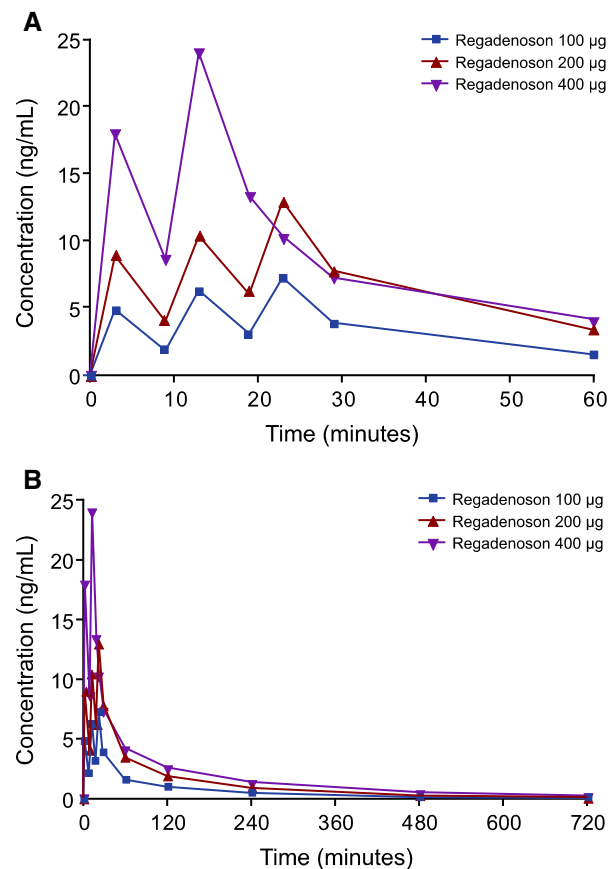 A
25
20
15
10
5
0
Concentration (ng/mL)
Regadenoson 100 µg
Regadenoson 200 µg
Regadenoson 400 µg
0 10 20 30 40 50 60
Time (minutes)
B
25
20
15
10
5
0
Concentration (ng/mL)
Regadenoson 100 µg
Regadenoson 200 µg
Regadenoson 400 µg
0 120 240 360 480 600 720
Time (minutes)